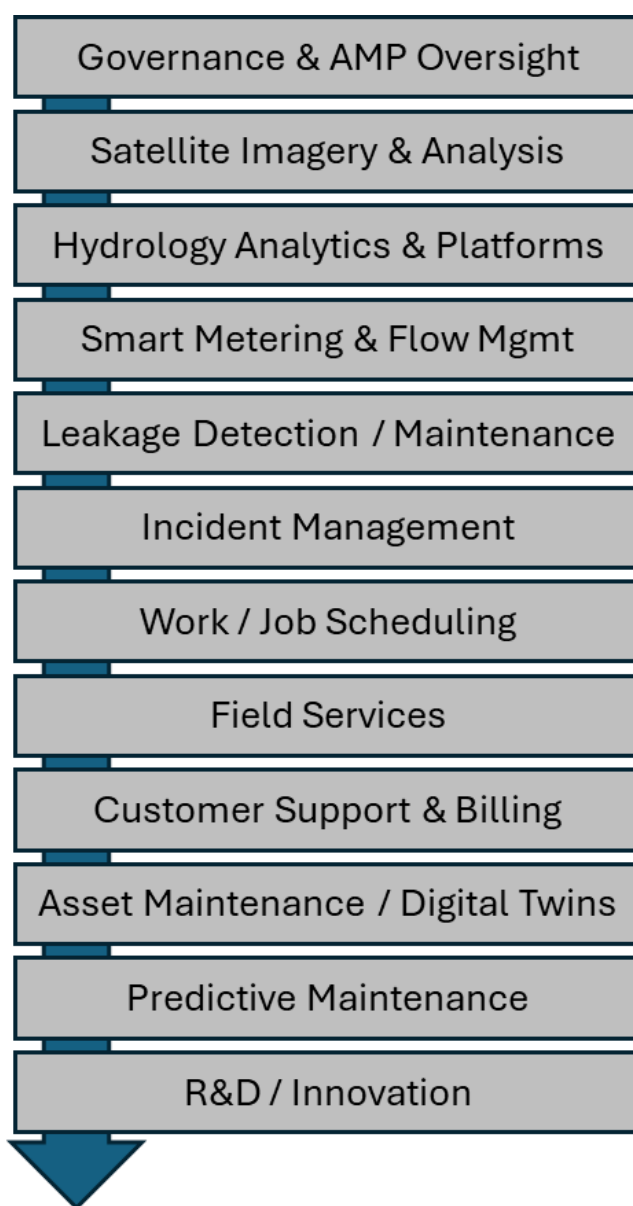 Governance & AMP Oversight
Satellite Imagery & Analysis
Hydrology Analytics & Platforms
Smart Metering & Flow Mgmt
Leakage Detection / Maintenance
Incident Management
Work / Job Scheduling
Field Services
Customer Support & Billing
Asset Maintenance / Digital Twins
Predictive Maintenance
R&D / Innovation